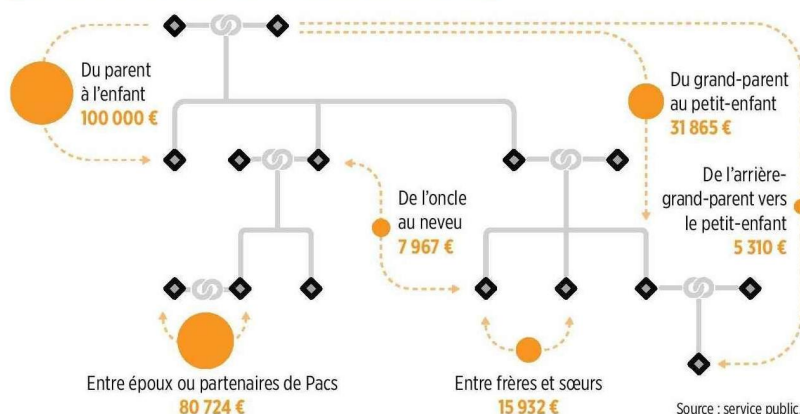 Du parent
à l'enfant
100 000 €
Du grand-parent
au petit-enfant
31 865 €
De l'arrière-
grand-parent vers
le petit-enfant
5 310 €
De l'oncle
au neveu
7 967 €
Entre époux ou partenaires de Pacs
80 724 €
Entre frères et sœurs
15 932 €
Source : service public